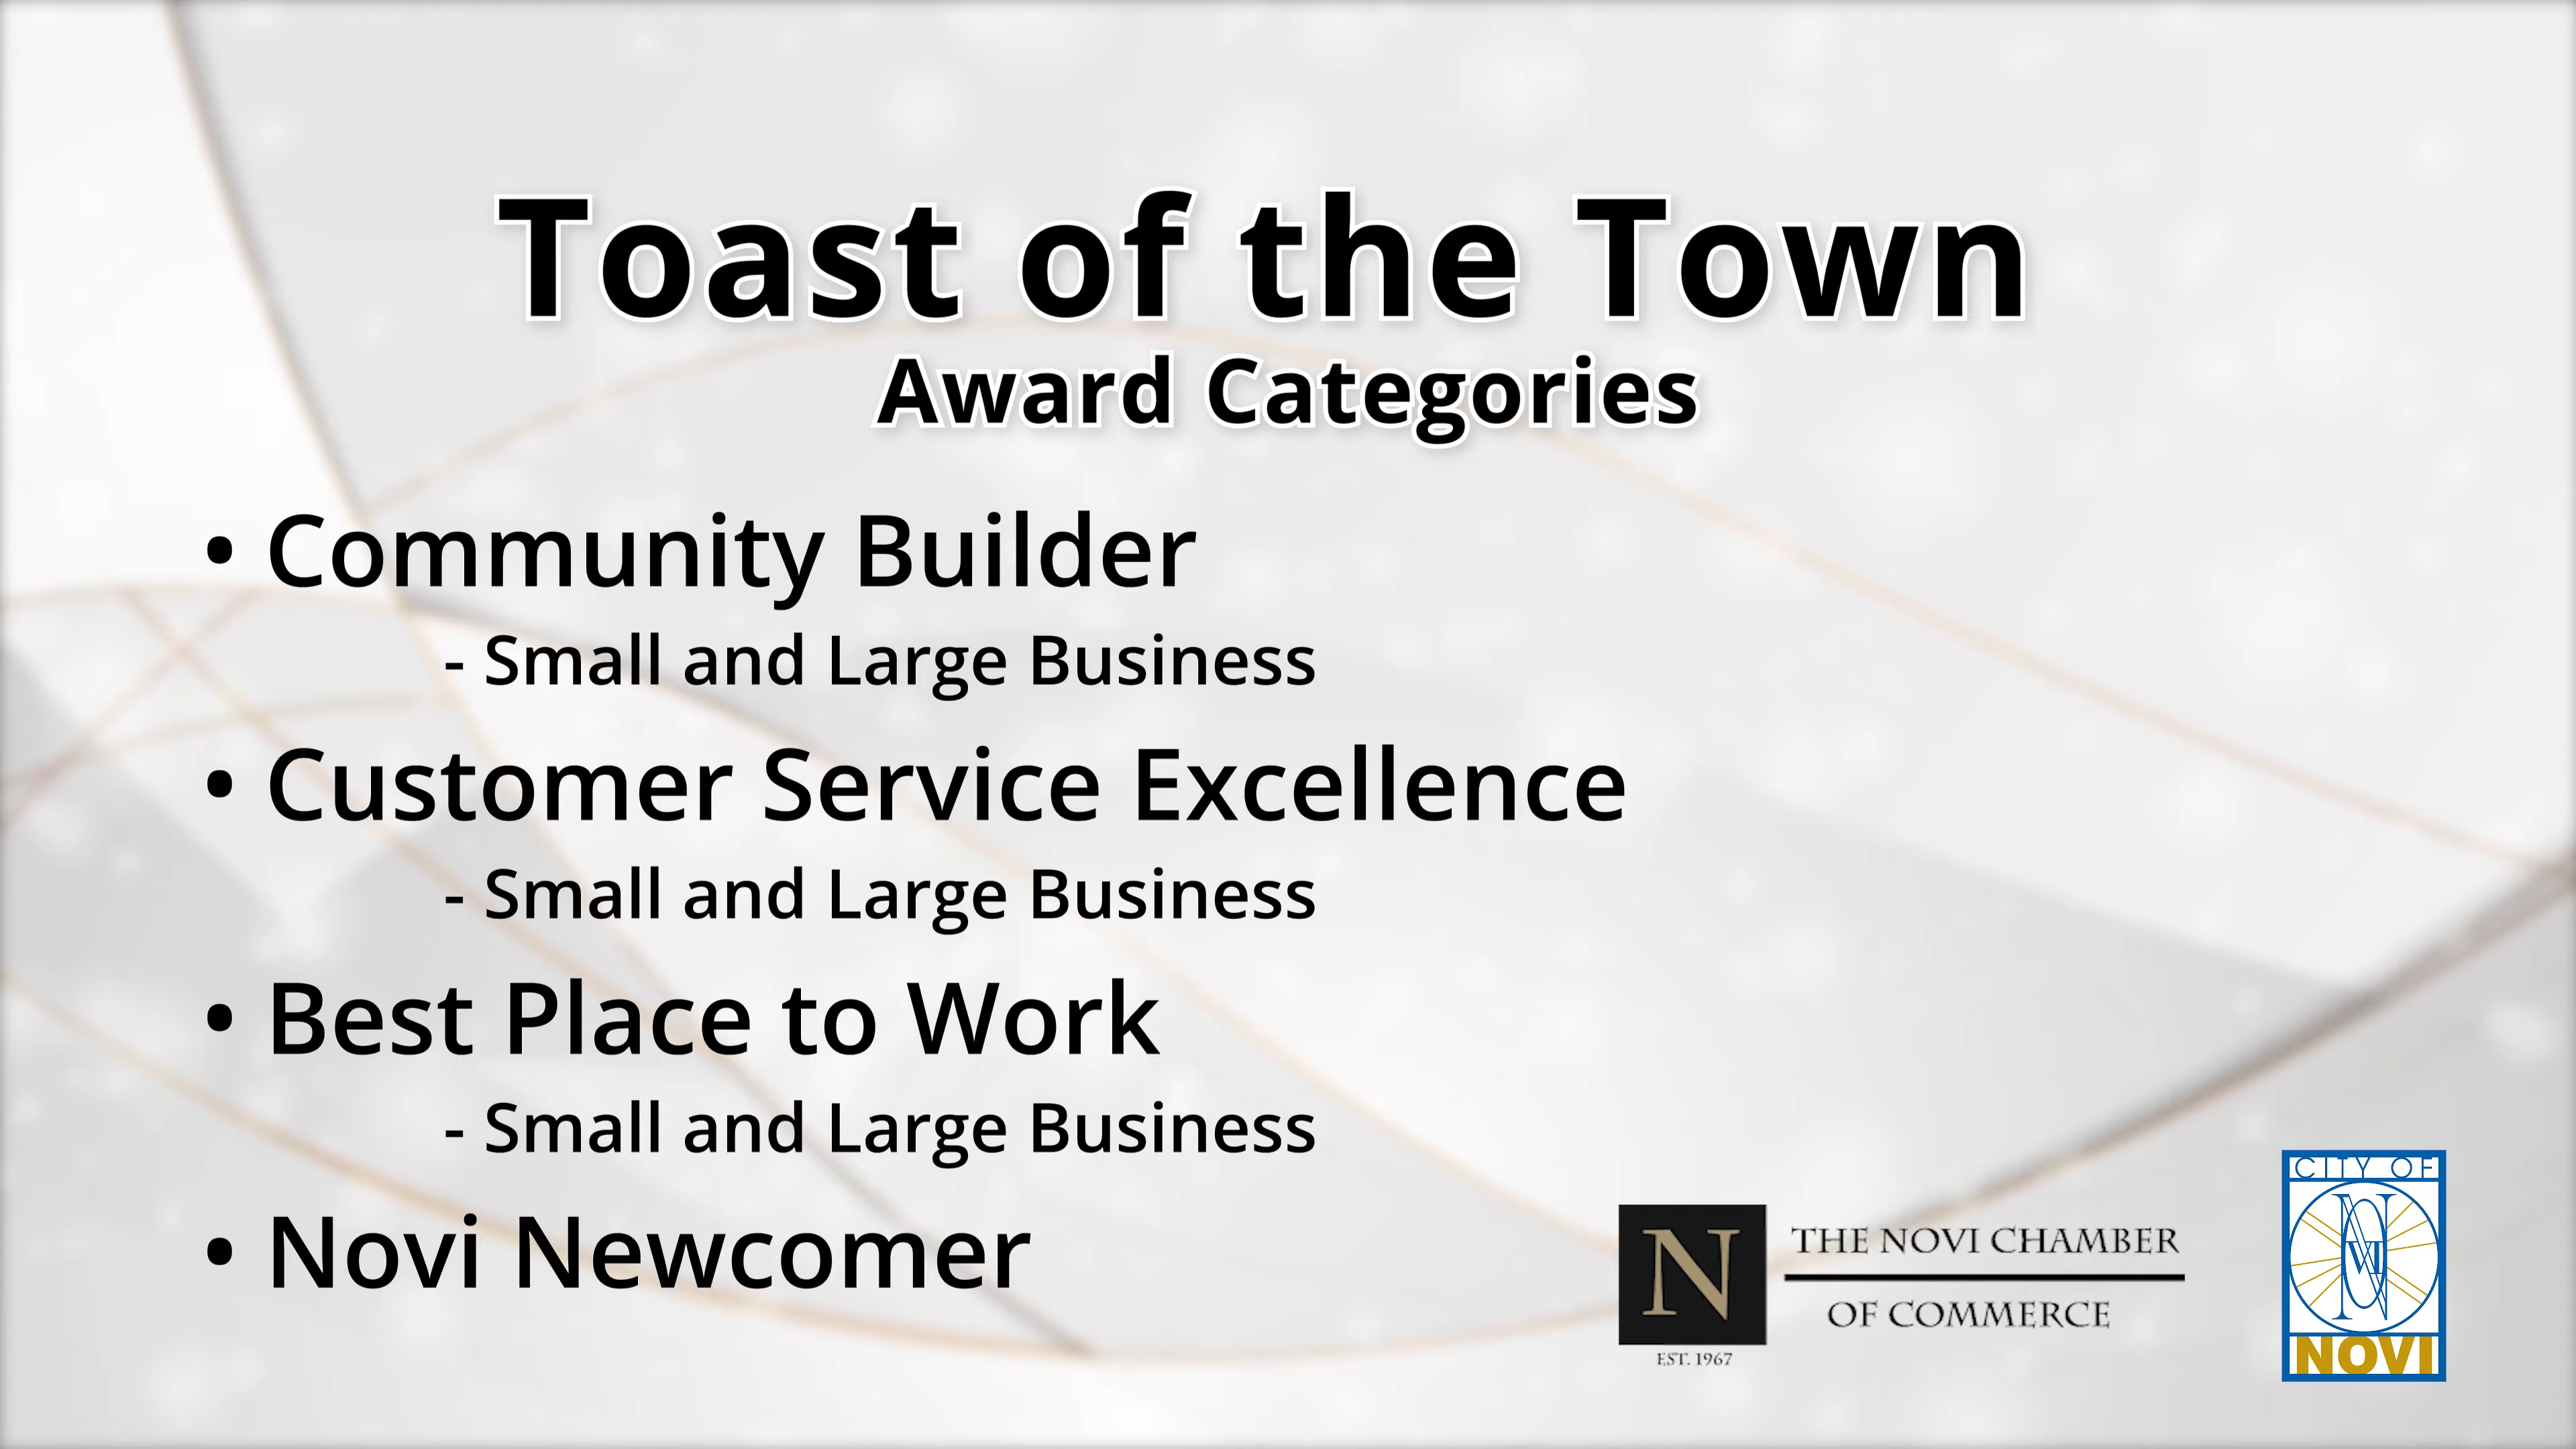 Toast of the Town
Award Categories
• Community Builder
- Small and Large Business
• Customer Service Excellence
- Small and Large Business
• Best Place to Work
- Small and Large Business
• Novi Newcomer
N
THE NOVI CHAMBER
OF COMMERCE
EST. 1967
CITY OF
NOVI
NOVI